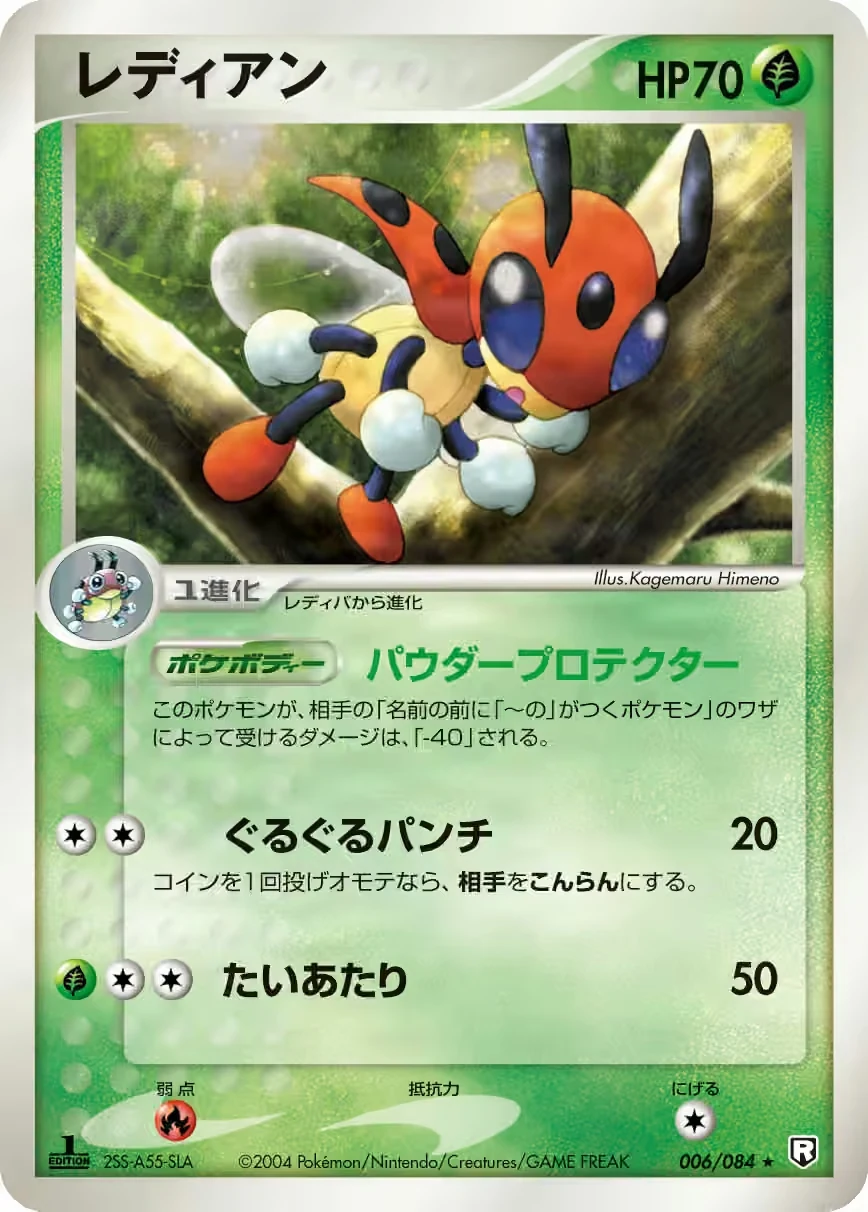 レディアン
HP70
Illus.Kagemaru Himeno
1進化
レディバから進化
ポケボディー
パウダープロテクター
このポケモンが、相手の「名前の前に「～の」がつくポケモン」のワザ
によって受けるダメージは、「-40」される。
ぐるぐるパンチ 20
コインを1回投げオモテなら、相手をこんらんにする。
たいあたり 50
弱点 抵抗力 にげる
1 EDITION 2SS-A55-SLA ©2004 Pokémon/Nintendo/Creatures/GAME FREAK 006/084 ★ R